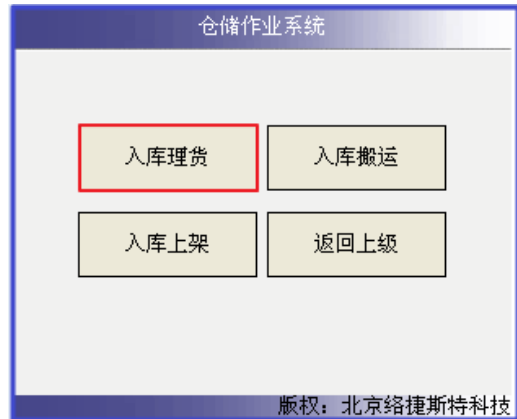 仓储作业系统
入库理货 入库搬运
入库上架 返回上级
版权：北京络捷斯特科技